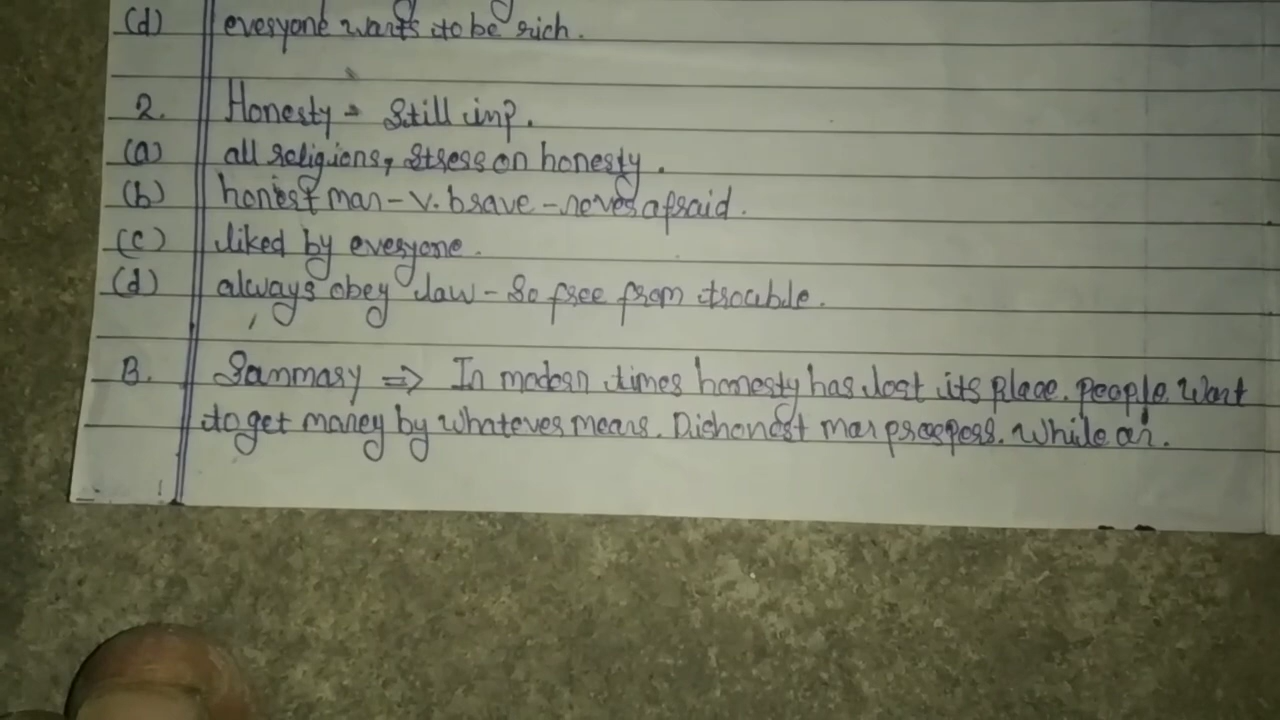 (d) everyone wants to be rich.
2. Honesty - Still imp.
(a) all religions, stress on honesty.
(b) honest man - v. brave - never afraid.
(c) liked by everyone.
(d) always obey law - So free from trouble.
B. Sammary => In modern times honesty has lost its place. People want
to get money by whatever means. Dishonest man prospers. While an.